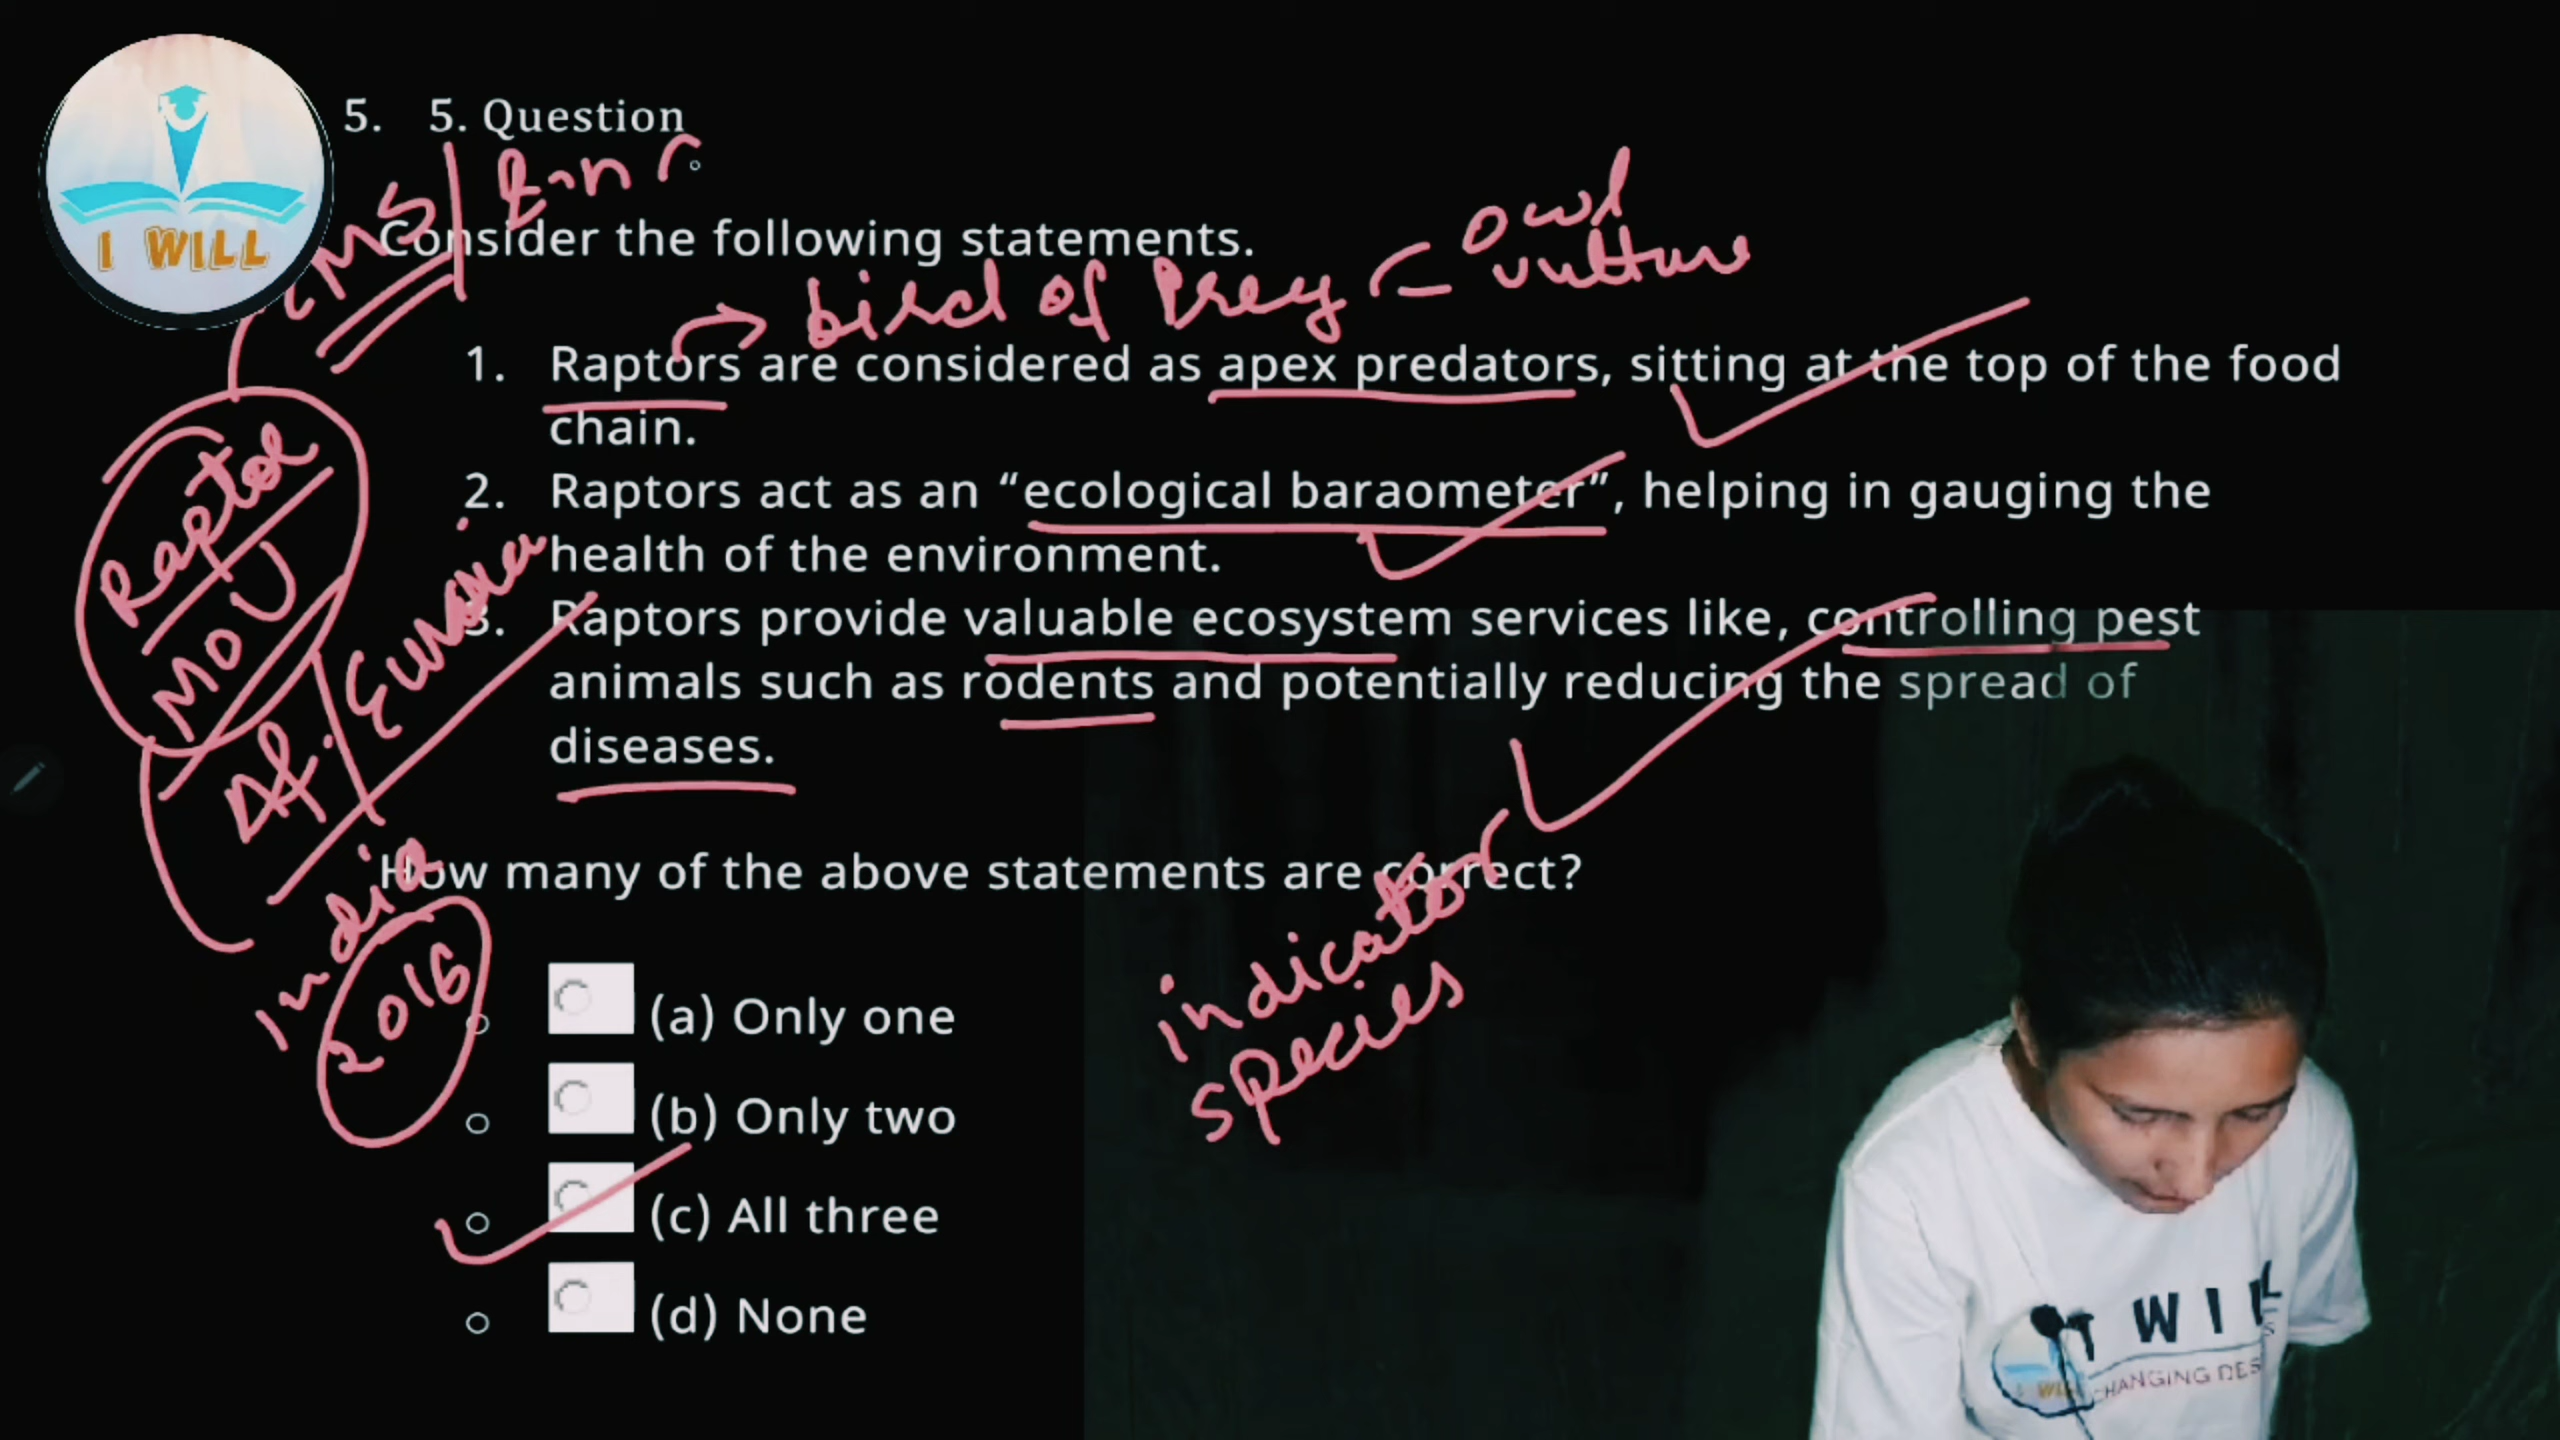 I WILL
5. 5. Question
CMS
Consider the following statements.
owl
vulture
bird of Prey
1. Raptors are considered as apex predators, sitting at the top of the food
chain.
2. Raptors act as an “ecological baraometer”, helping in gauging the
health of the environment.
3. Raptors provide valuable ecosystem services like, controlling pest
animals such as rodents and potentially reducing the spread of
diseases.
Raptor
MOU
Af. Eurasia
India
2016
How many of the above statements are correct?
indicator
species
(a) Only one
(b) Only two
(c) All three
(d) None
I WILL